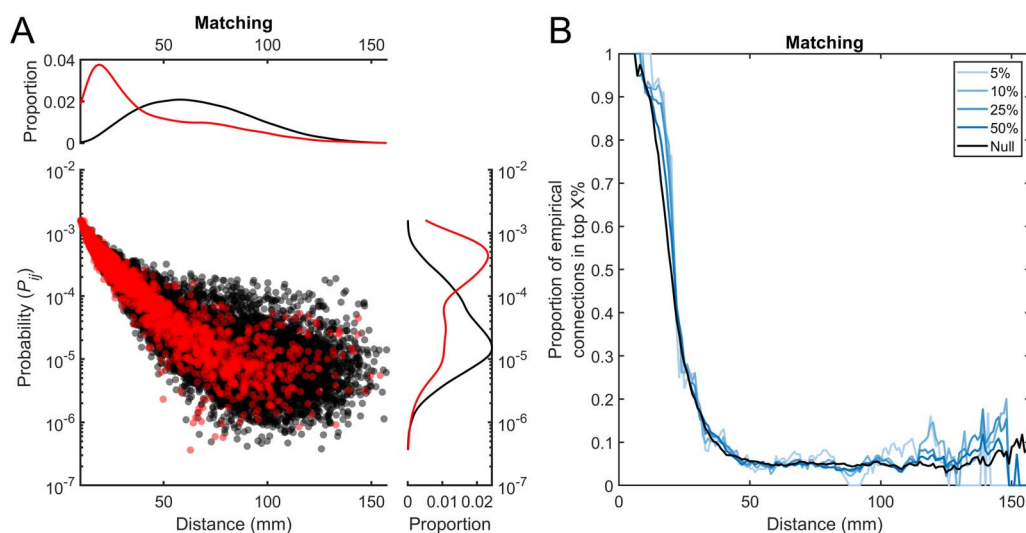 A
Matching
50 100 150
0.04
0.02
0
Proportion
10-2
10-3
10-4
10-5
10-6
10-7
Probability (Pij)
50 100 150
Distance (mm)
10-2
10-3
10-4
10-5
10-6
10-7
0 0.01 0.02
Proportion
B
Matching
1
0.9
0.8
0.7
0.6
0.5
0.4
0.3
0.2
0.1
0
Proportion of empirical
connections in top X%
0 50 100 150
Distance (mm)
5%
10%
25%
50%
Null